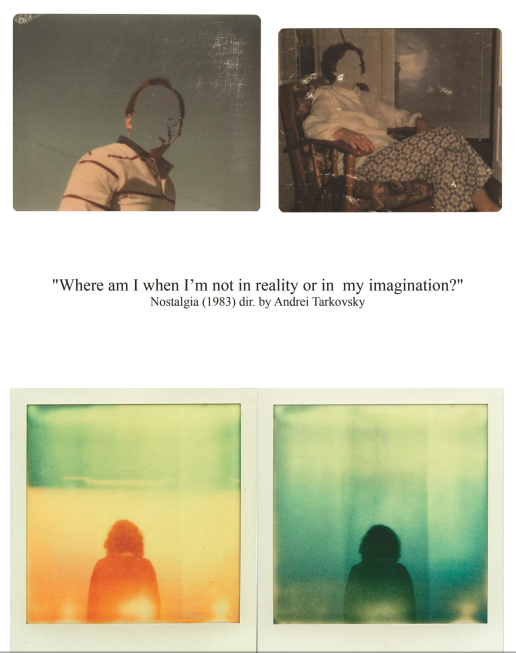 "Where am I when I'm not in reality or in  my imagination?"
Nostalgia (1983) dir. by Andrei Tarkovsky